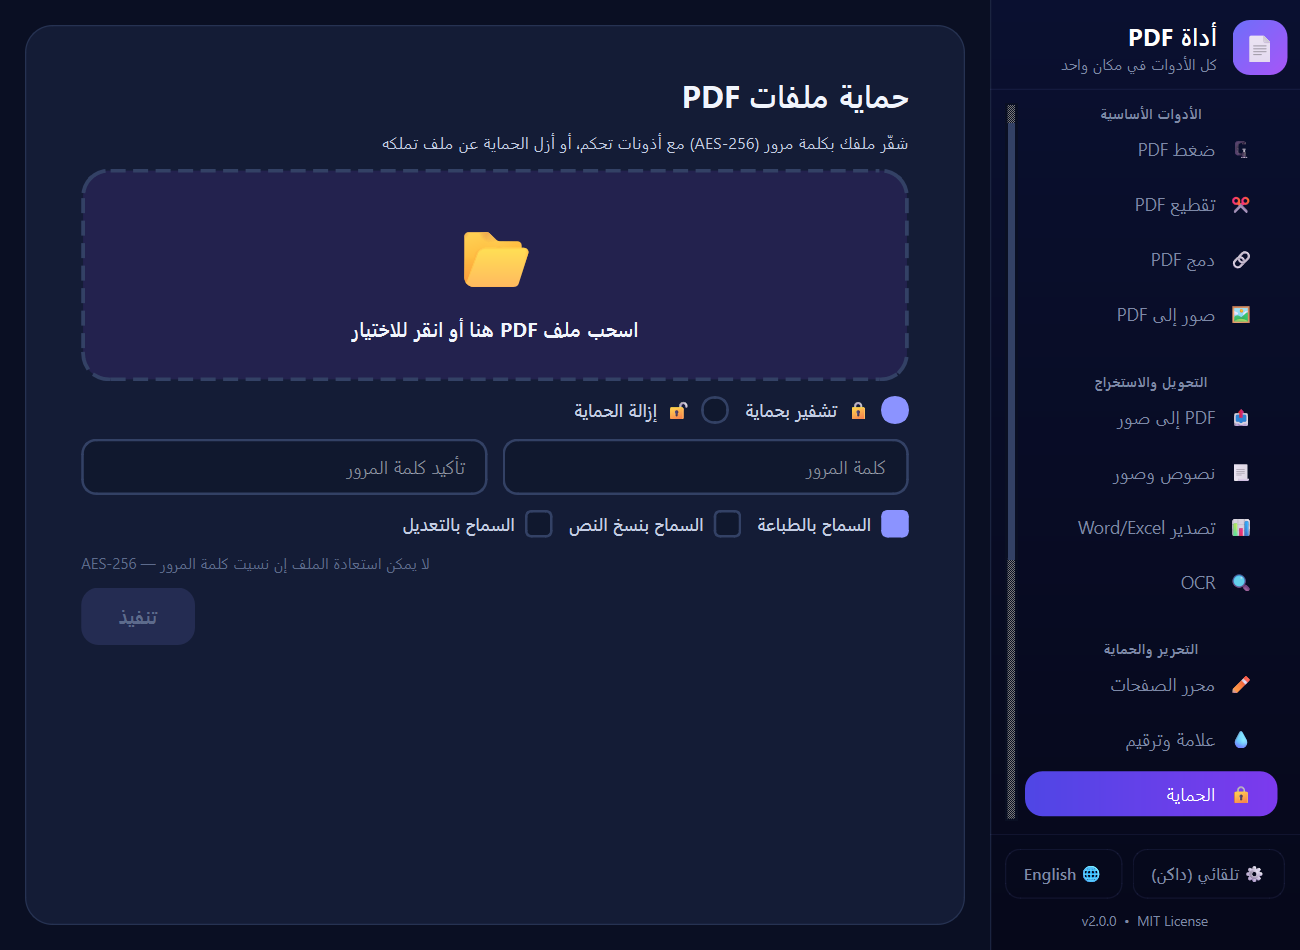 أداة PDF
كل الأدوات في مكان واحد
الأدوات الأساسية
ضغط PDF
تقطيع PDF
دمج PDF
صور إلى PDF
التحويل والاستخراج
PDF إلى صور
نصوص وصور
تصدير Word/Excel
OCR
التحرير والحماية
محرر الصفحات
علامة وترقيم
الحماية
تلقائي (داكن)
English
v2.0.0 • MIT License
حماية ملفات PDF
شفّر ملفك بكلمة مرور (AES-256) مع أذونات تحكم، أو أزل الحماية عن ملف تملكه
اسحب ملف PDF هنا أو انقر للاختيار
تشفير بحماية
إزالة الحماية
كلمة المرور
تأكيد كلمة المرور
السماح بالطباعة
السماح بنسخ النص
السماح بالتعديل
لا يمكن استعادة الملف إن نسيت كلمة المرور — AES-256
تنفيذ